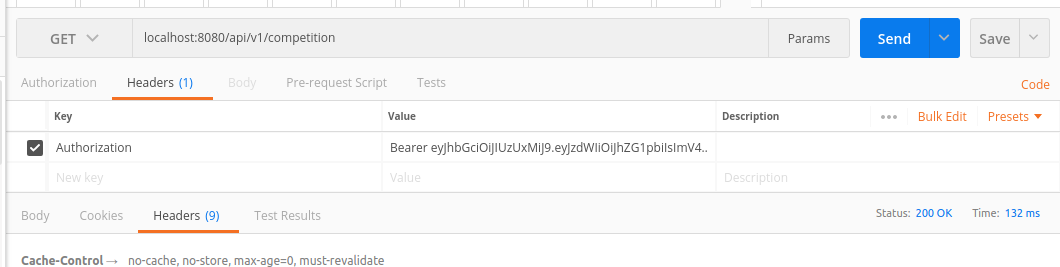 GET localhost:8080/api/v1/competition Params Send Save
Authorization Headers (1) Body Pre-request Script Tests Code
Key Value Description ••• Bulk Edit Presets
Authorization Bearer eyJhbGciOiJIUzUxMiJ9.eyJzdWIiOiJhZG1pbiIsImV4..
New key Value Description
Body Cookies Headers (9) Test Results Status: 200 OK Time: 132 ms
Cache-Control → no-cache, no-store, max-age=0, must-revalidate